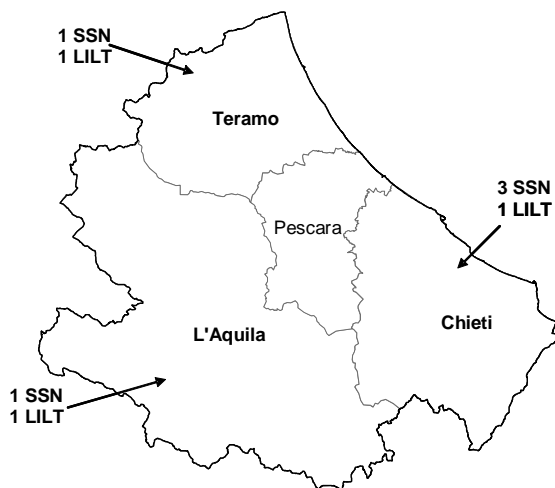 1 SSN
1 LILT
Teramo
3 SSN
1 LILT
Pescara
Chieti
L'Aquila
1 SSN
1 LILT